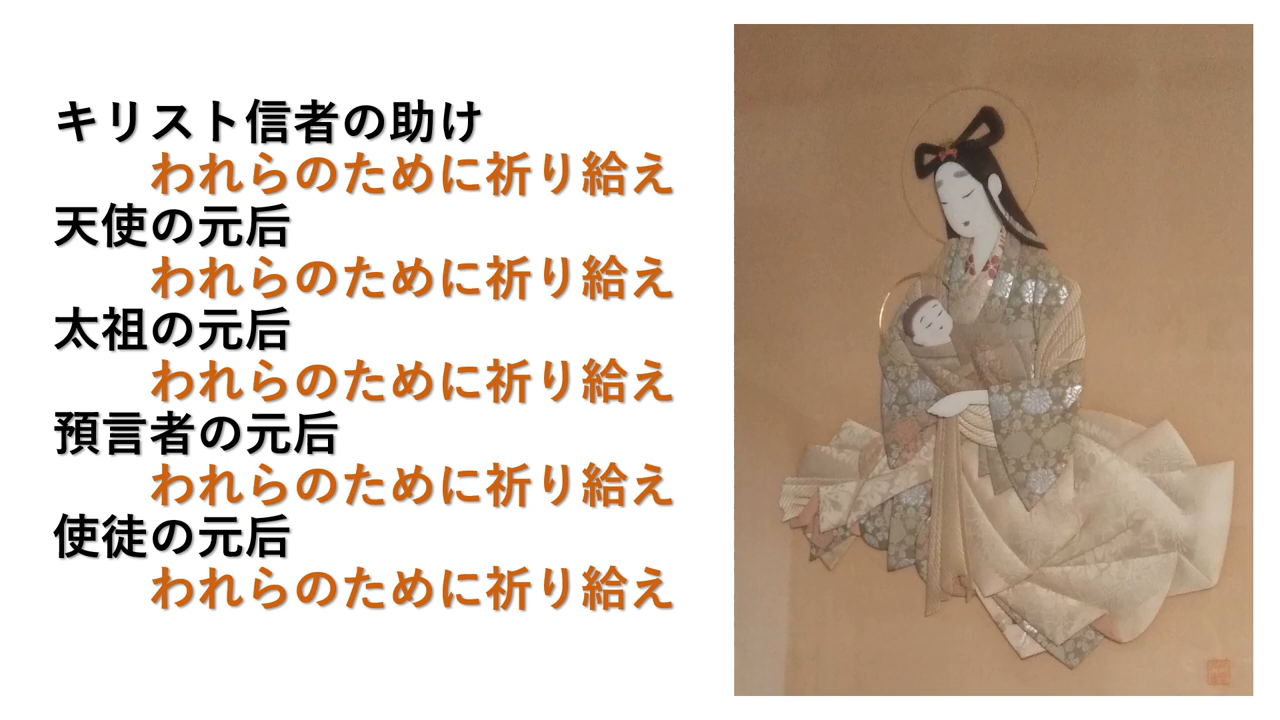 キリスト信者の助け
われらのために祈り給え
天使の元后
われらのために祈り給え
太祖の元后
われらのために祈り給え
預言者の元后
われらのために祈り給え
使徒の元后
われらのために祈り給え